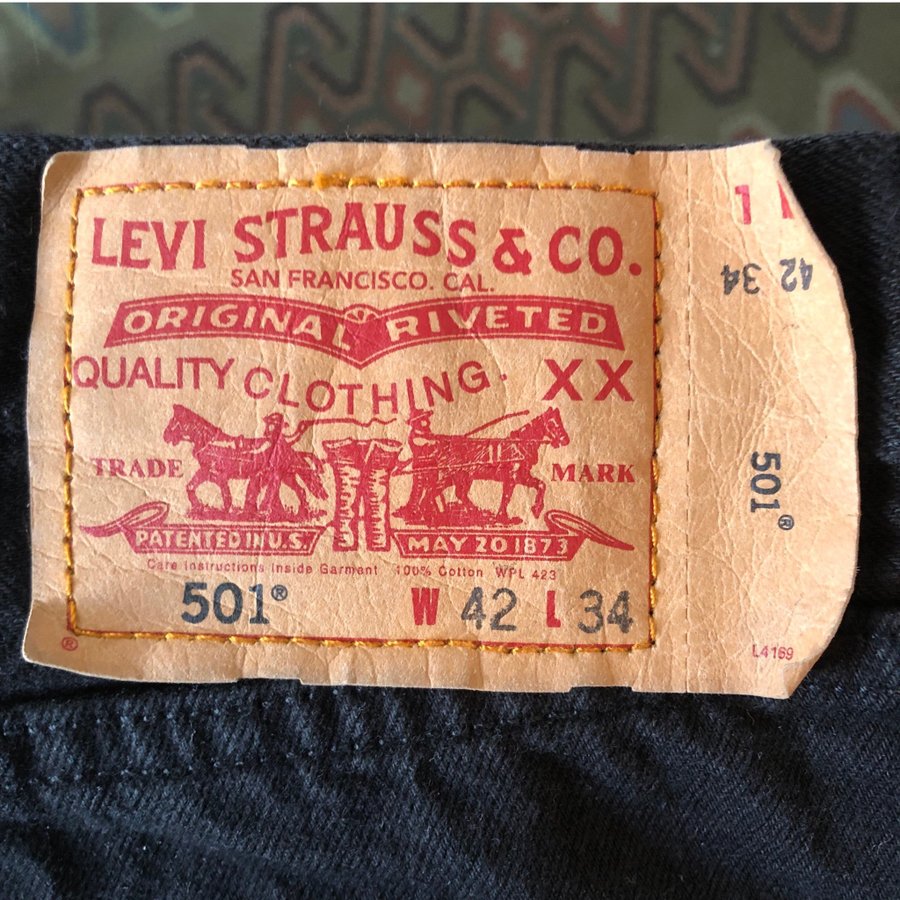 LEVI STRAUSS & CO.
SAN FRANCISCO. CAL.
ORIGINAL RIVETED
QUALITY CLOTHING. XX
TRADE MARK
PATENTED IN U.S. MAY 20 1873
Care Instructions Inside Garment 100% Cotton WPL 423
501® W 42 L 34
®
L
42 34
501®
L4169